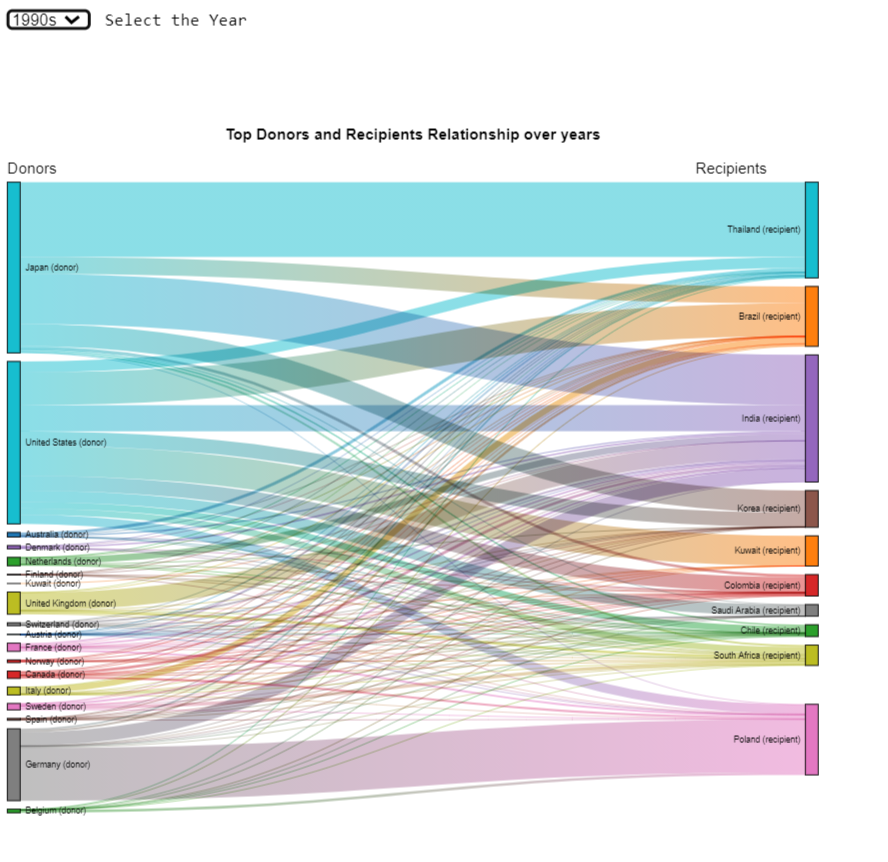 1990s Select the Year
Top Donors and Recipients Relationship over years
Donors
Recipients
Japan (donor)
United States (donor)
Australia (donor)
Denmark (donor)
Netherlands (donor)
Finland (donor)
Kuwait (donor)
United Kingdom (donor)
Switzerland (donor)
Austria (donor)
France (donor)
Norway (donor)
Canada (donor)
Italy (donor)
Sweden (donor)
Spain (donor)
Germany (donor)
Belgium (donor)
Thailand (recipient)
Brazil (recipient)
India (recipient)
Korea (recipient)
Kuwait (recipient)
Colombia (recipient)
Saudi Arabia (recipient)
Chile (recipient)
South Africa (recipient)
Poland (recipient)